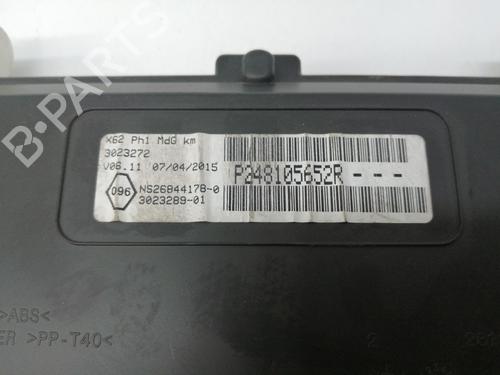 B-PARTS
X62 Ph1 MdG km
3023272
v06.11 07/04/2015
P248105652R---
096
NS26844178-0
3023289-01
>ABS<
ER >PP-T40<
2